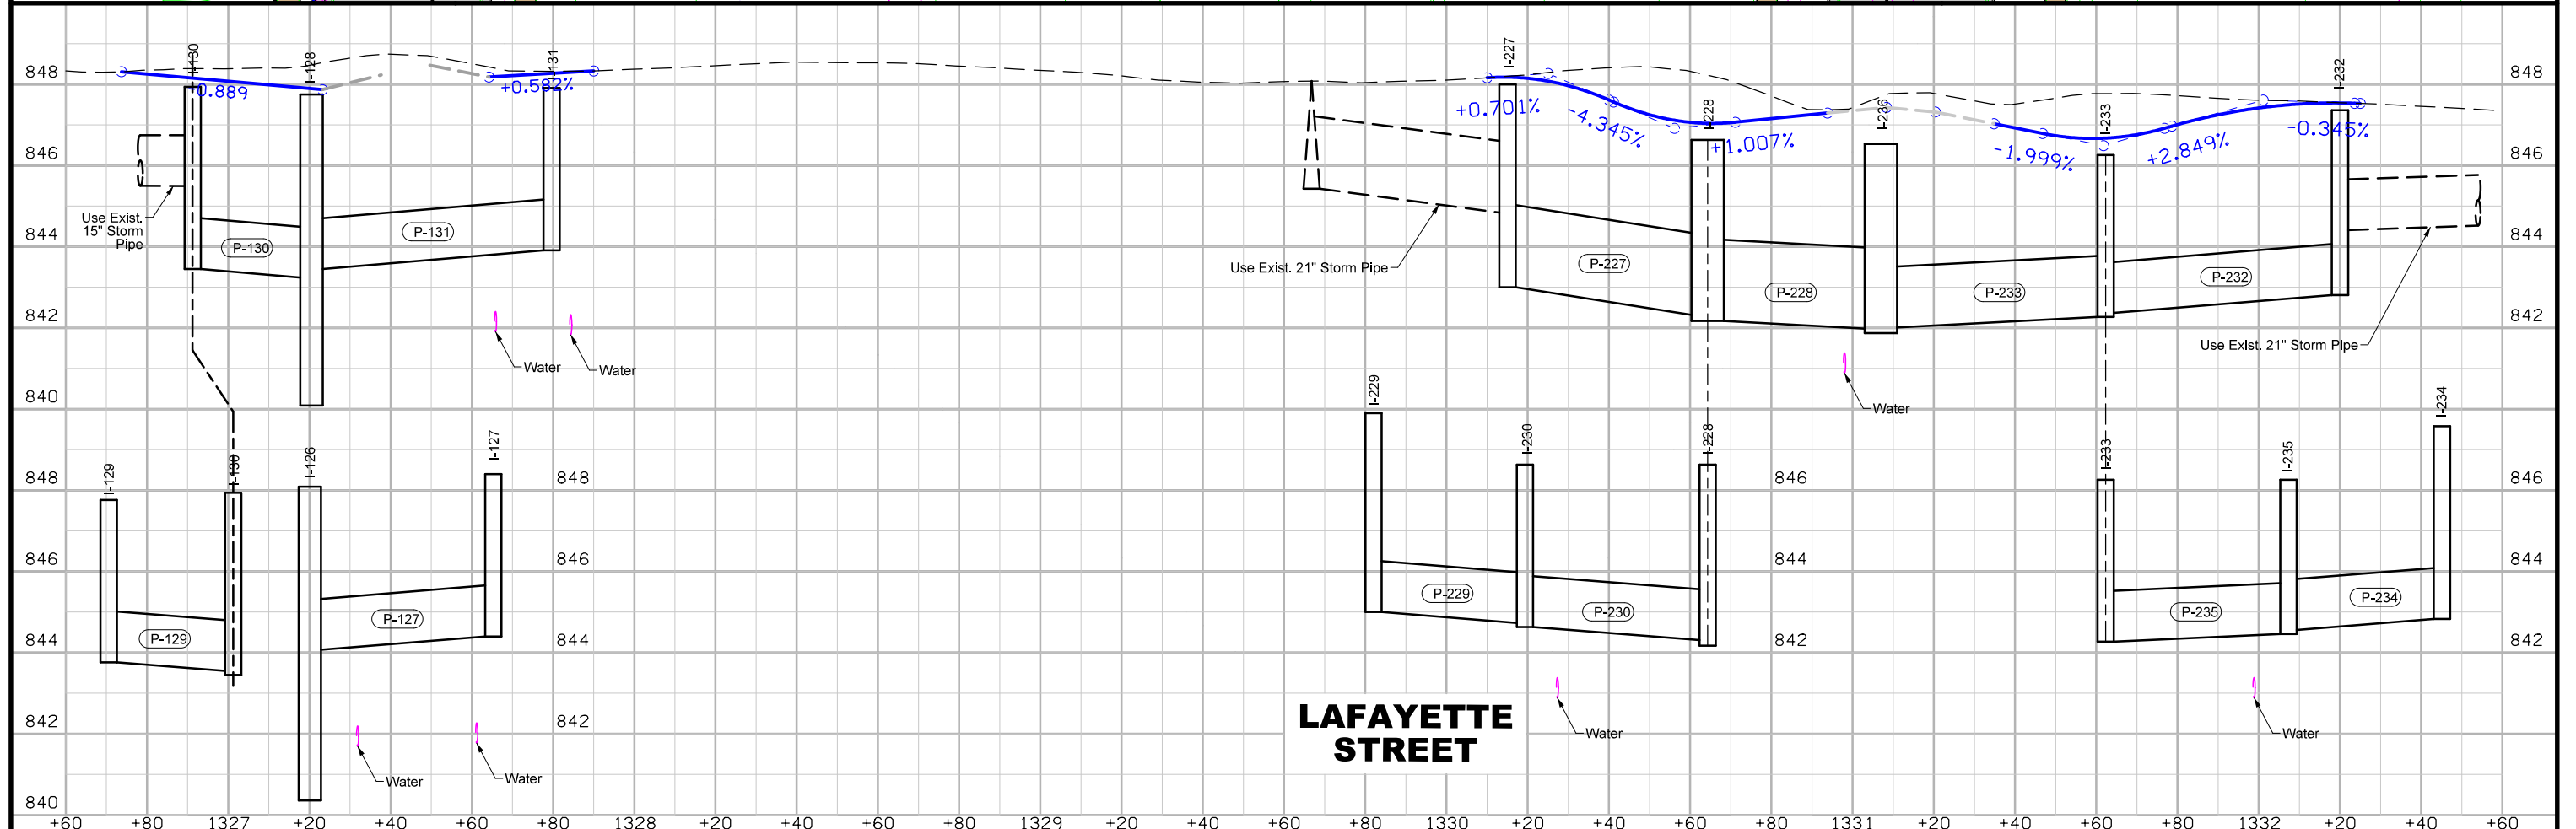 I-130
I-128
I-131
I-227
I-228
I-236
I-233
I-232
848
848
-0.889
+0.582%
+0.701%
-4.345%
+1.007%
-1.999%
+2.849%
-0.345%
846
846
Use Exist.
15" Storm
Pipe
P-130
P-131
844
844
Use Exist. 21" Storm Pipe
P-227
P-228
P-233
P-232
842
842
Use Exist. 21" Storm Pipe
Water
Water
Water
840
840
I-129
I-130
I-126
I-127
I-229
I-230
I-228
I-233
I-235
I-234
848
848
846
846
846
846
844
844
P-129
P-127
P-229
P-230
P-235
P-234
844
844
842
842
842
842
LAFAYETTE
STREET
Water
Water
Water
Water
840
+60 +80 1327 +20 +40 +60 +80 1328 +20 +40 +60 +80 1329 +20 +40 +60 +80 1330 +20 +40 +60 +80 1331 +20 +40 +60 +80 1332 +20 +40 +60